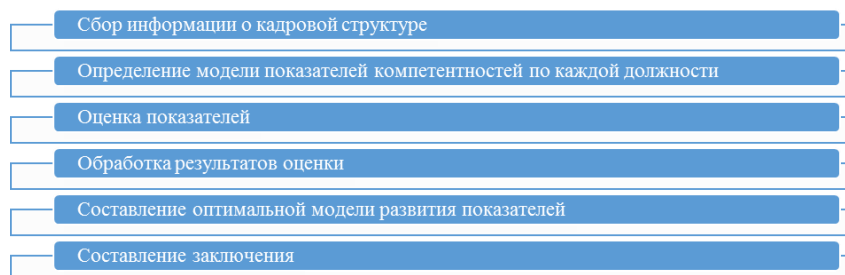 Сбор информации о кадровой структуре
Определение модели показателей компетентностей по каждой должности
Оценка показателей
Обработка результатов оценки
Составление оптимальной модели развития показателей
Составление заключения